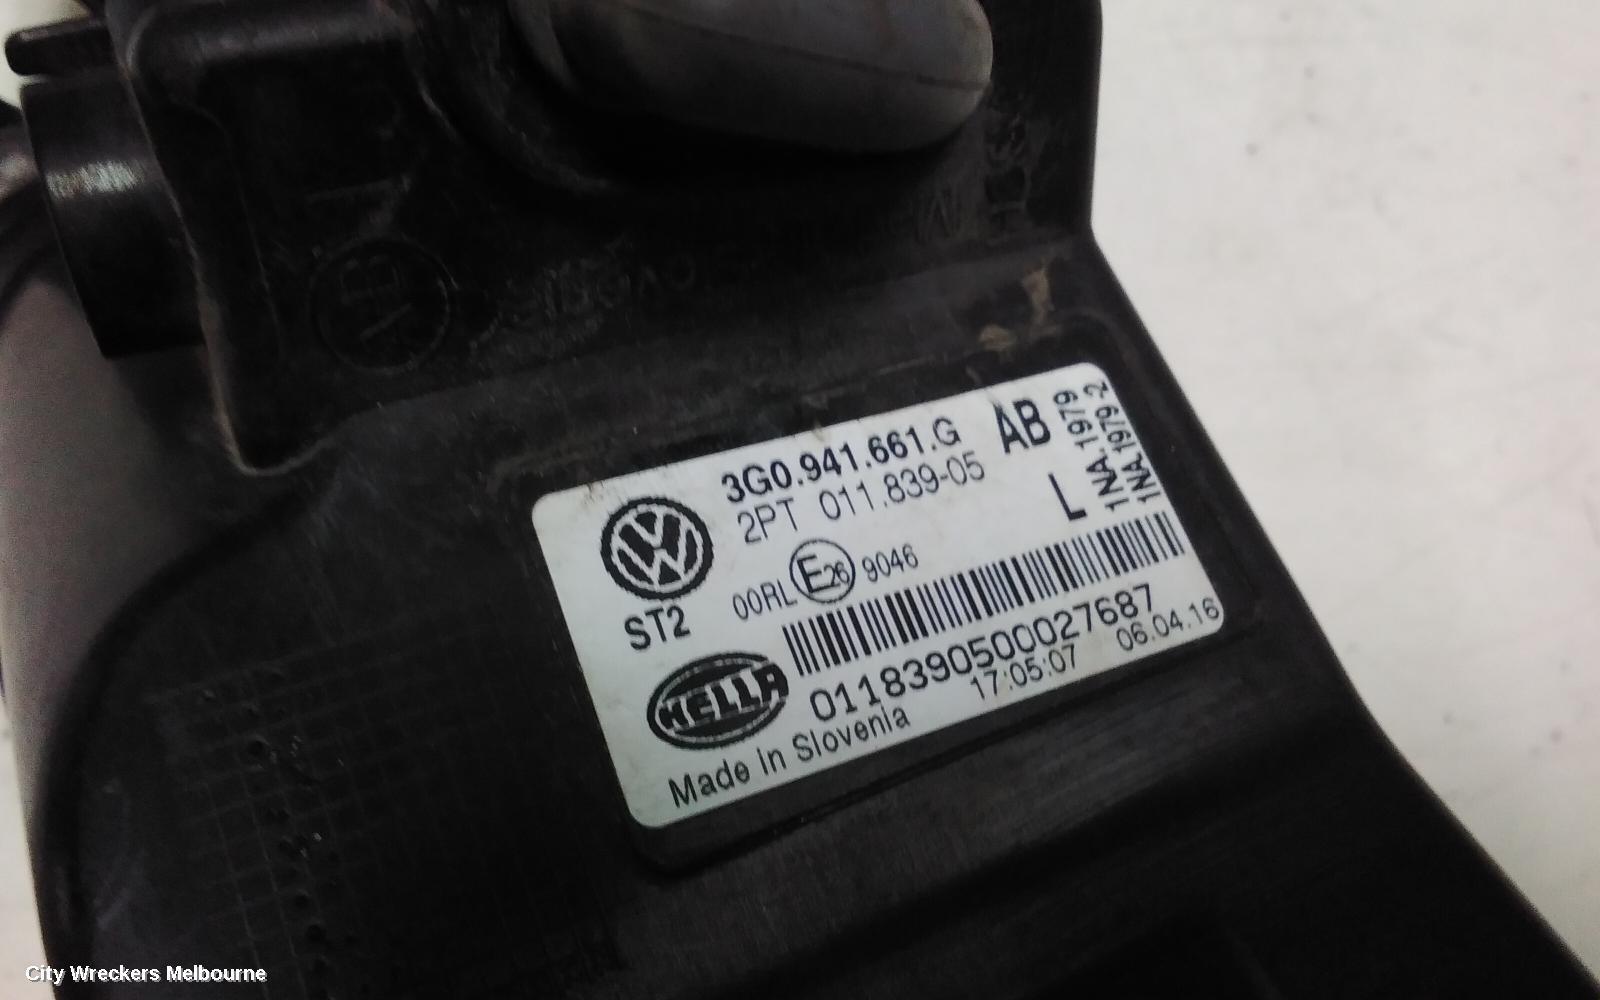 3G0.941.661.G AB
2PT 011.839-05
L
1NA.1979
1NA.1979-2
ST2
00RL E26 9046
HELLA
0118390500027687
17:05:07 06.04.16
Made in Slovenia
City Wreckers Melbourne